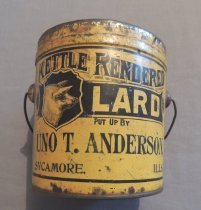 KETTLE RENDERED
LARD
PUT UP BY
UNO T. ANDERSON
SYCAMORE. ILL.